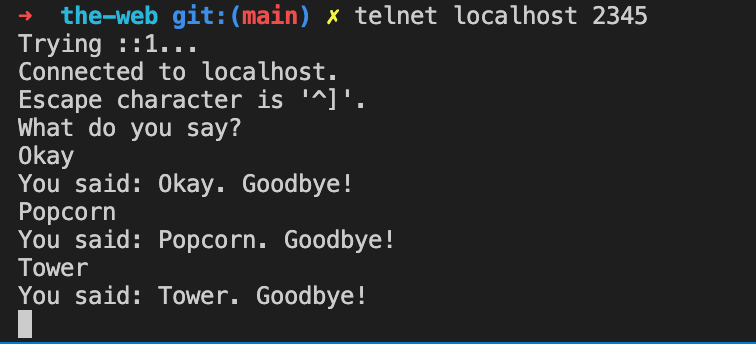 ➜  the-web git:(main) ✗ telnet localhost 2345
Trying ::1...
Connected to localhost.
Escape character is '^]'.
What do you say?
Okay
You said: Okay. Goodbye!
Popcorn
You said: Popcorn. Goodbye!
Tower
You said: Tower. Goodbye!